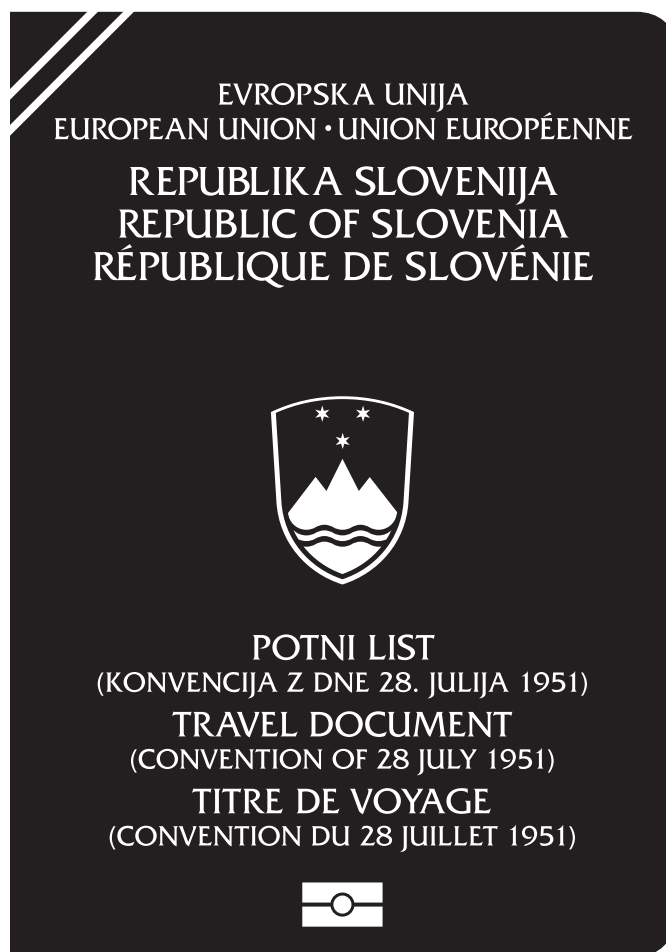 EVROPSKA UNIJA
EUROPEAN UNION • UNION EUROPÉENNE
REPUBLIKA SLOVENIJA
REPUBLIC OF SLOVENIA
RÉPUBLIQUE DE SLOVÉNIE
POTNI LIST
(KONVENCIJA Z DNE 28. JULIJA 1951)
TRAVEL DOCUMENT
(CONVENTION OF 28 JULY 1951)
TITRE DE VOYAGE
(CONVENTION DU 28 JUILLET 1951)